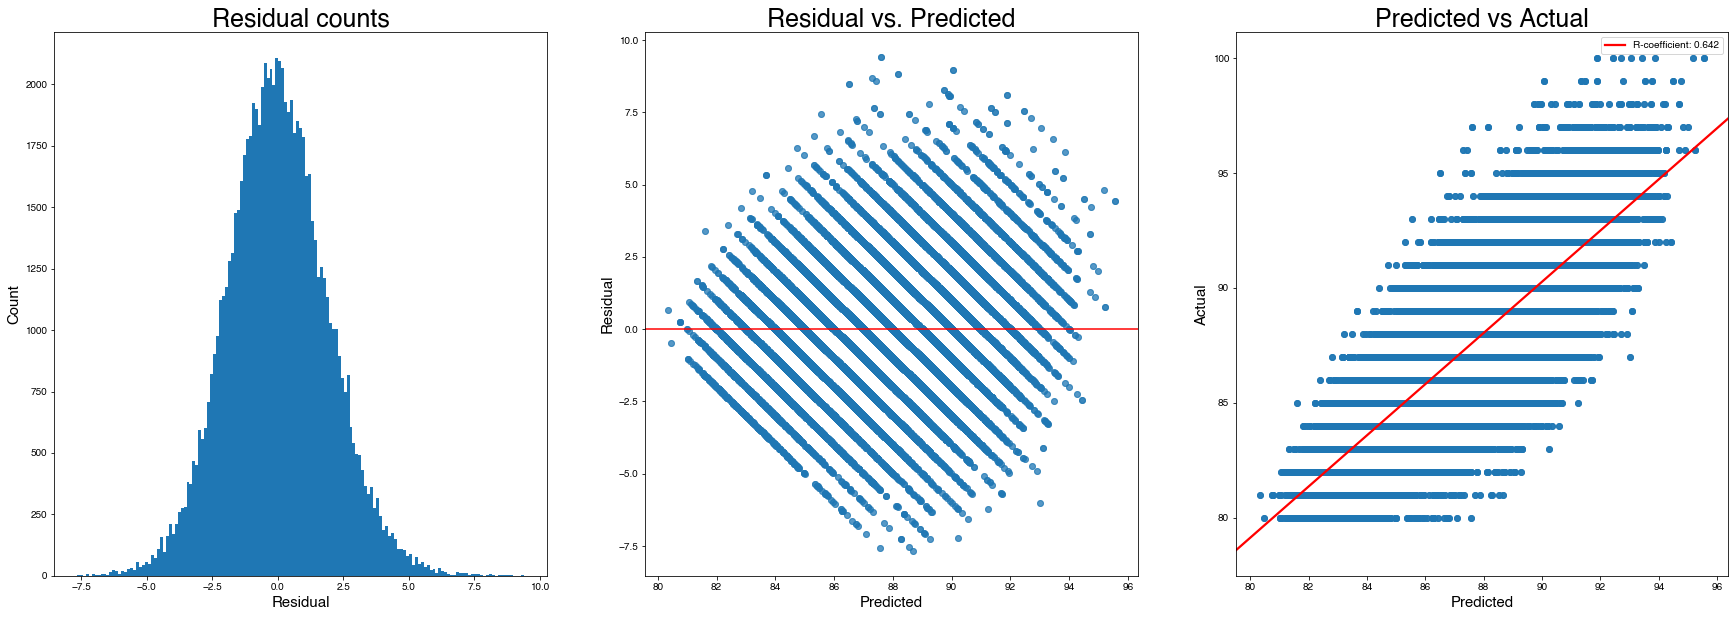 Residual counts
2000
1750
1500
1250
1000
750
500
250
0
Count
−7.5 −5.0 −2.5 0.0 2.5 5.0 7.5 10.0
Residual
Residual vs. Predicted
10.0
7.5
5.0
2.5
0.0
−2.5
−5.0
−7.5
Residual
80 82 84 86 88 90 92 94 96
Predicted
Predicted vs Actual
R-coefficient: 0.642
100
95
90
85
80
Actual
80 82 84 86 88 90 92 94 96
Predicted